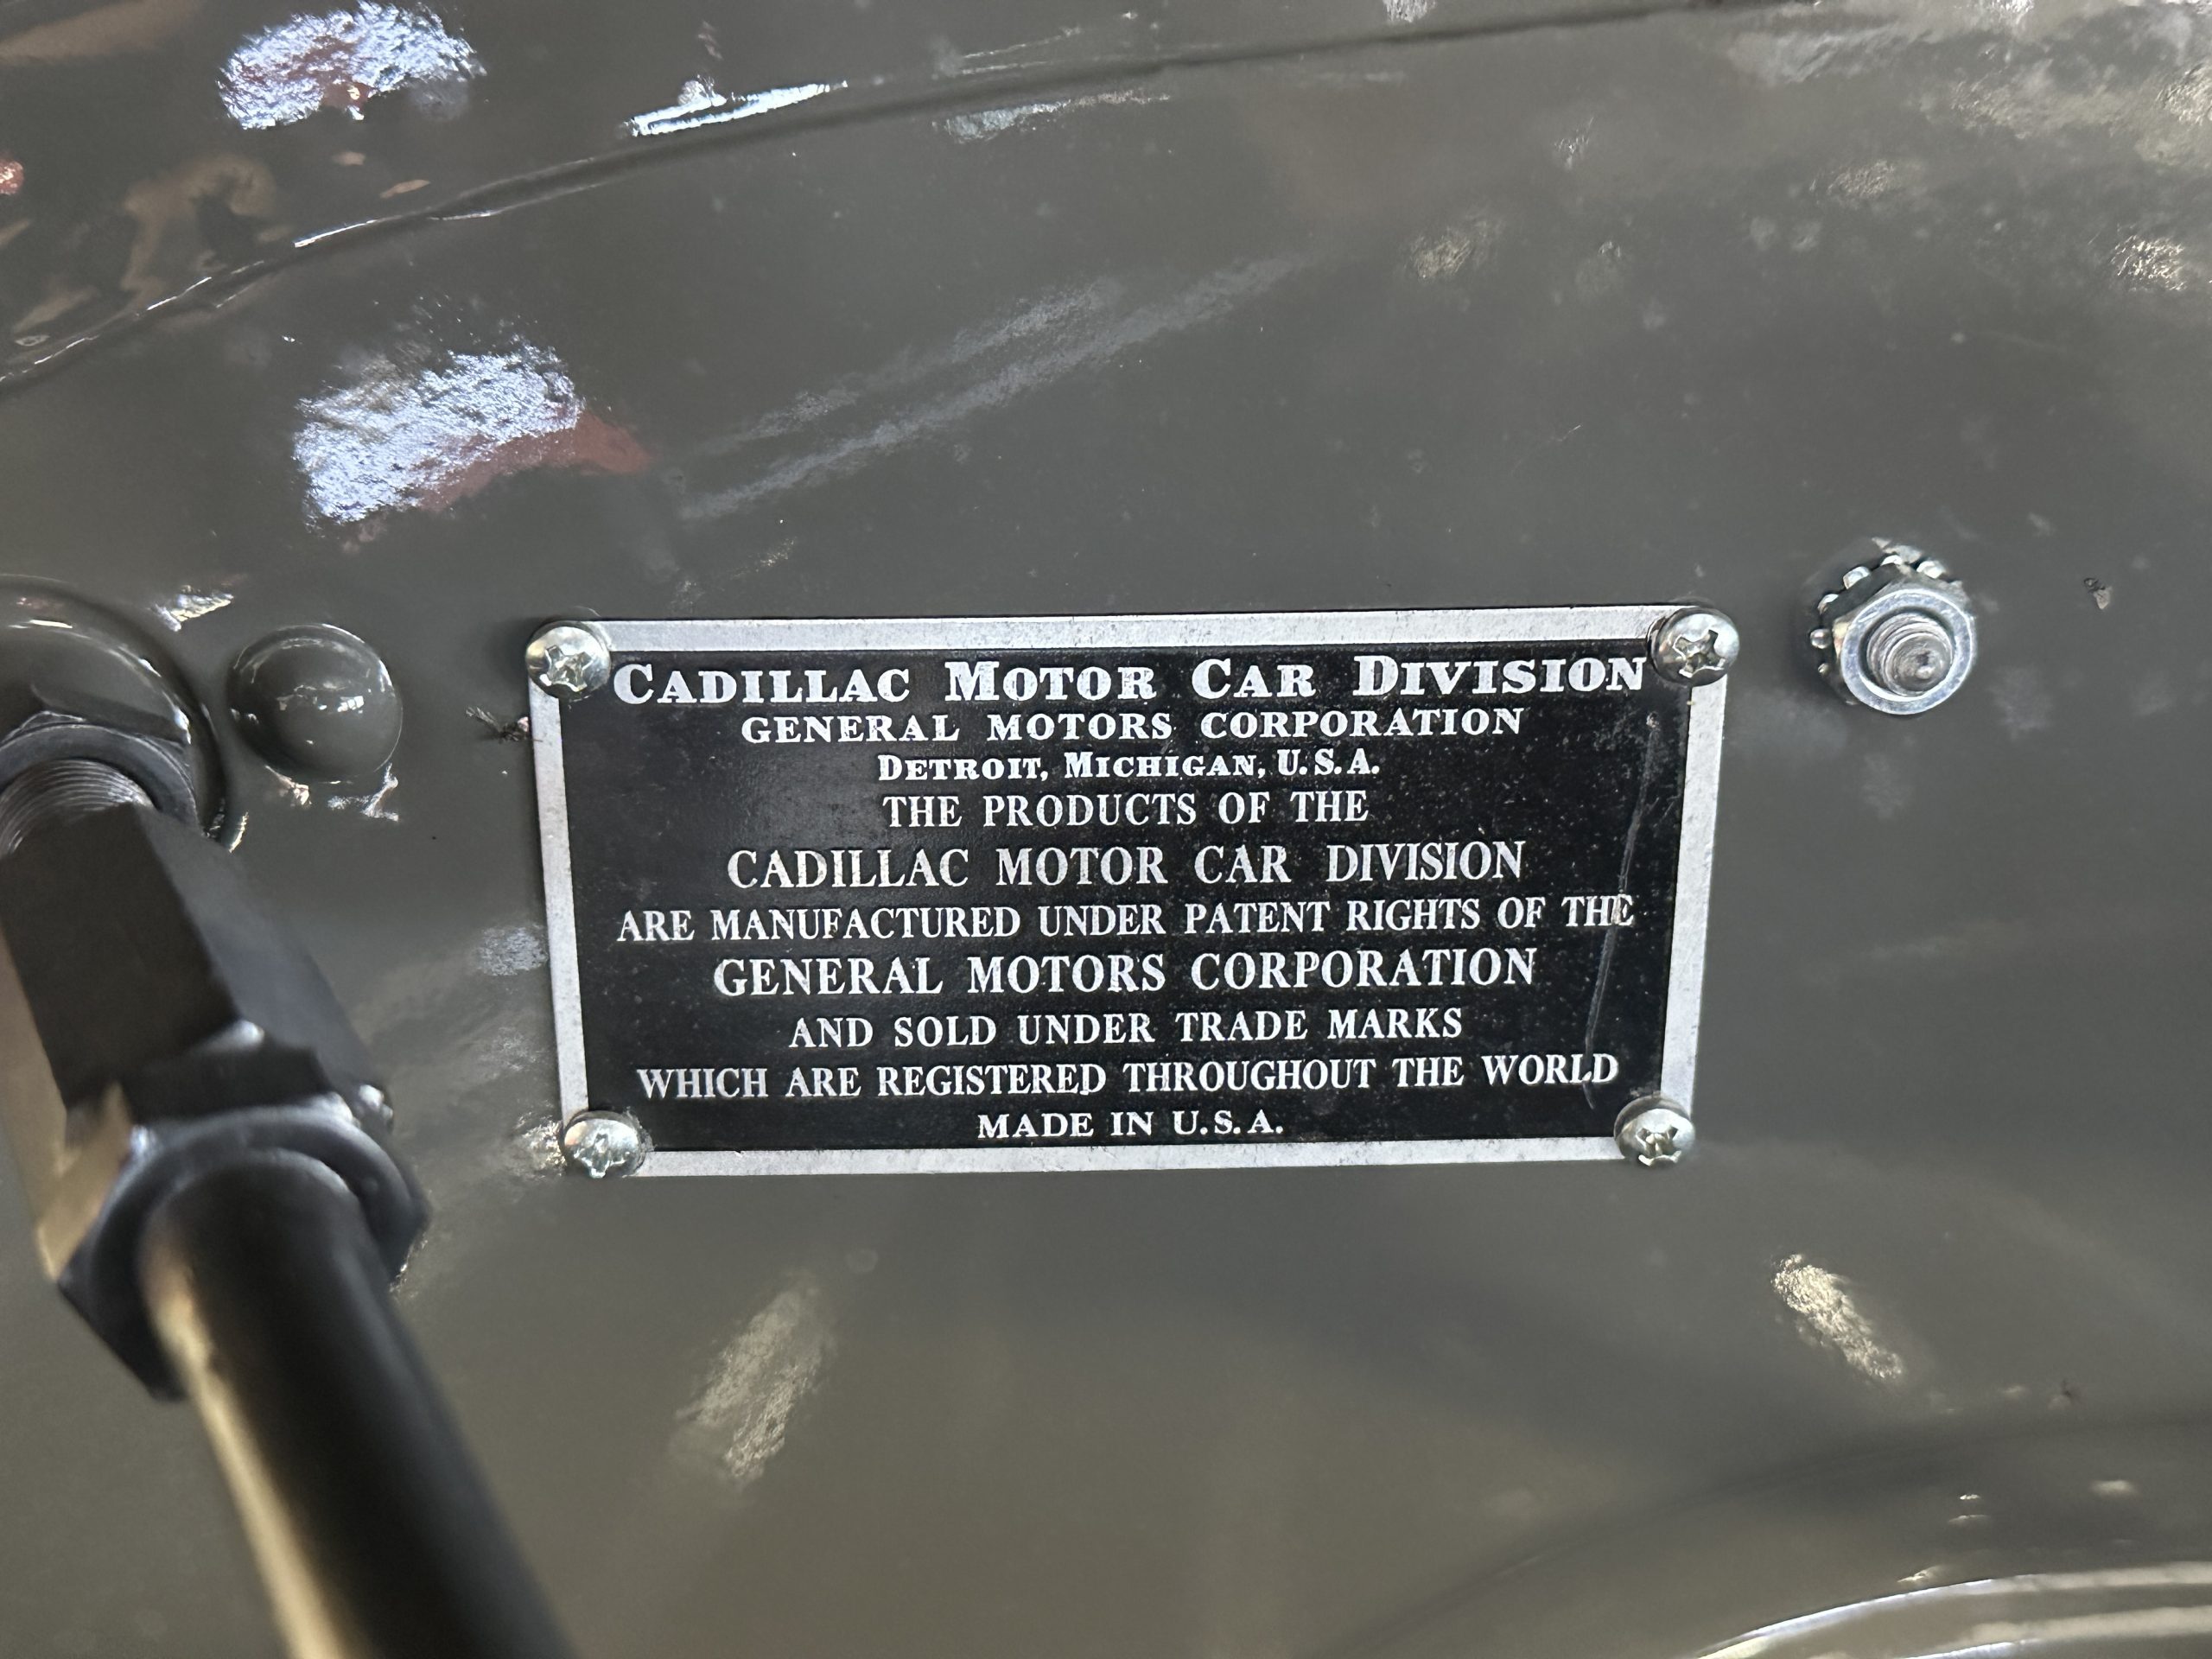 CADILLAC MOTOR CAR DIVISION
GENERAL MOTORS CORPORATION
DETROIT, MICHIGAN, U.S.A.
THE PRODUCTS OF THE
CADILLAC MOTOR CAR DIVISION
ARE MANUFACTURED UNDER PATENT RIGHTS OF THE
GENERAL MOTORS CORPORATION
AND SOLD UNDER TRADE MARKS
WHICH ARE REGISTERED THROUGHOUT THE WORLD
MADE IN U.S.A.